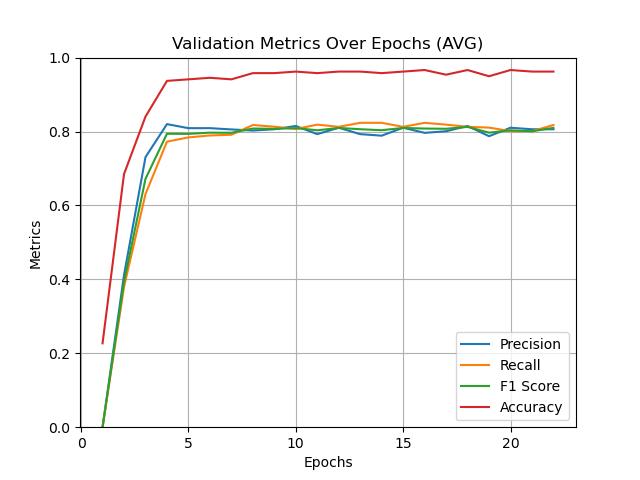 Validation Metrics Over Epochs (AVG)
1.0
0.8
0.6
0.4
0.2
0.0
Metrics
0 5 10 15 20
Epochs
Precision
Recall
F1 Score
Accuracy